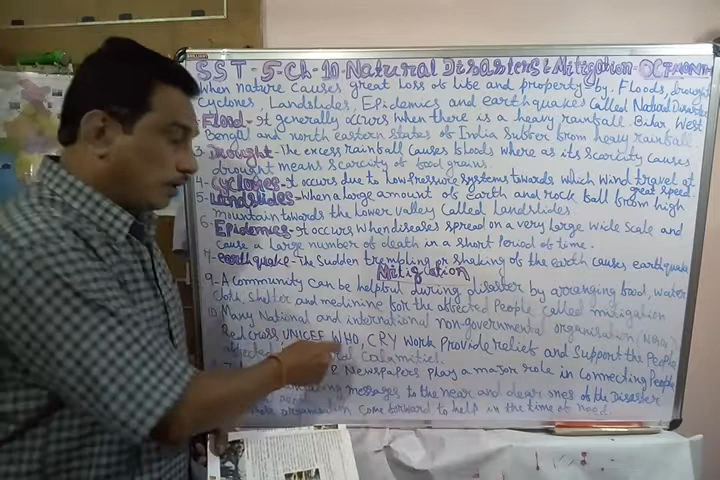 SST-5-Ch-10-Natural Disasters & Mitigation-OCTMONTH
When nature causes great Loss of Life and property by. Floods, drought
Cyclones, Landslides, Epidemics and earthquakes called Natural Disaster
Flood-It generally occurs when there is a heavy rainfall. Bihar West
Bengal and north eastern states of India suffer from heavy rainfall.
3-Drought-The excess rainfall causes floods where as its scarcity causes
drought means scarcity of food grains.
4-Cyclones-It occurs due to low Pressure systems towards which wind travel at
great speed.
5-Landslides-When a large amount of earth and rock fall from high
mountain towards the Lower valley called Landslides.
6-Epidemics-It occurs when diseases spread on a very large wide scale and
cause a Large number of death in a short Period of time.
7-earthquake-The Sudden trembling or shaking of the earth causes earthquake
Mitigation
9-A community can be helpful during disaster by arranging food, water
cloth, shelter and medinine for the affected People called mitigation
10. Many National and international non-governmental organisation (NGOs)
Red cross UNICEF WHO, CRY Work Provide reliefs and Support the People
affected Calamities.
Newspapers play a major role in Connecting People
messages to the near and dear ones of the Disaster
organisation come forward to help in the time of need.